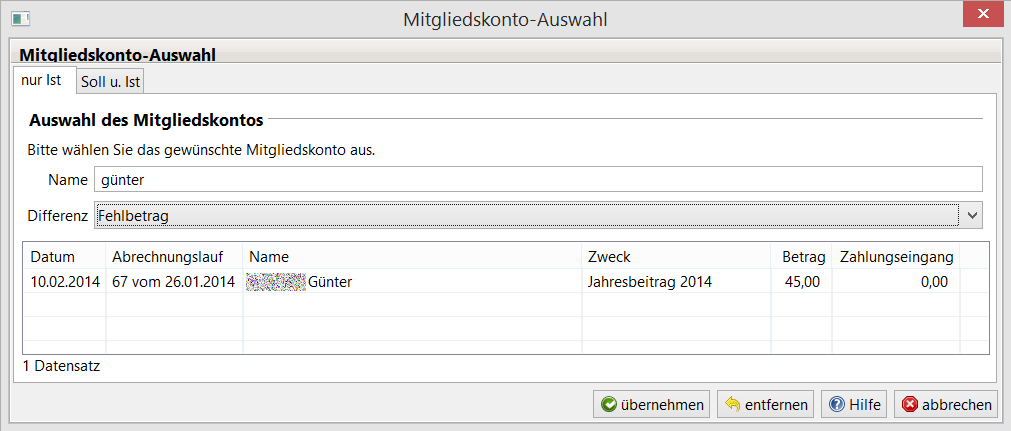 Mitgliedskonto-Auswahl
Mitgliedskonto-Auswahl
nur Ist Soll u. Ist
Auswahl des Mitgliedskontos
Bitte wählen Sie das gewünschte Mitgliedskonto aus.
Name günter
Differenz Fehlbetrag
Datum Abrechnungslauf Name Zweck Betrag Zahlungseingang
10.02.2014 67 vom 26.01.2014 Günter Jahresbeitrag 2014 45,00 0,00
1 Datensatz
übernehmen entfernen Hilfe abbrechen